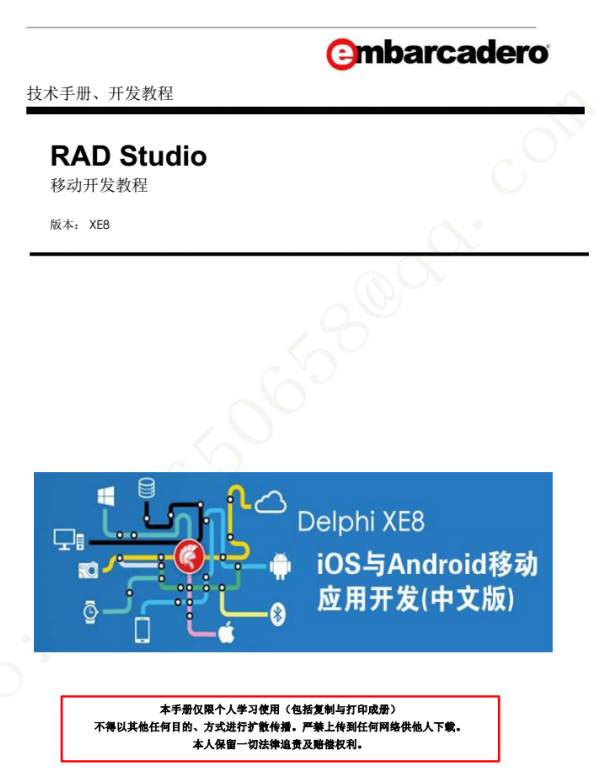 embarcadero
技术手册、开发教程
RAD Studio
移动开发教程
版本： XE8
Delphi XE8
iOS与Android移动
应用开发(中文版)
本手册仅限个人学习使用（包括复制与打印成册）
不得以其他任何目的、方式进行扩散传播。严禁上传到任何网络供他人下载。
本人保留一切法律追责及赔偿权利。